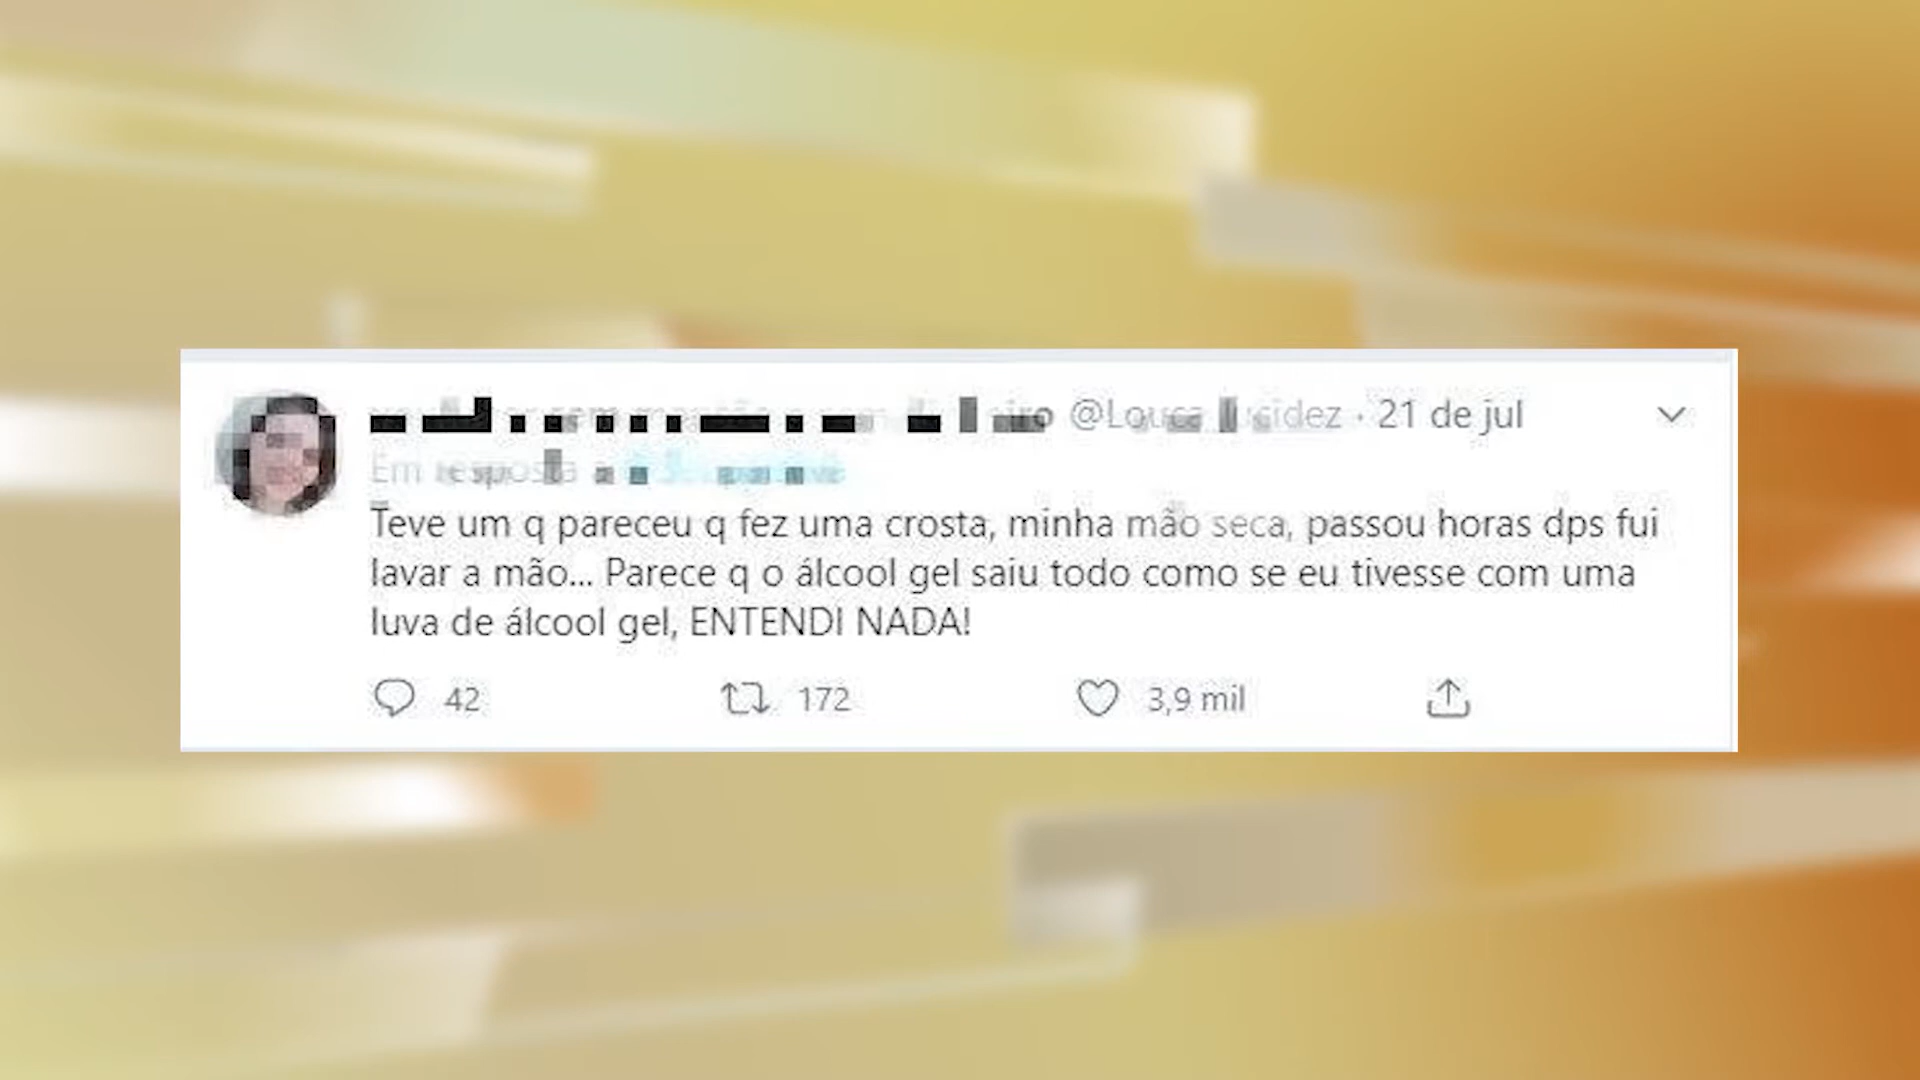 21 de jul
Em resposta a
Teve um q pareceu q fez uma crosta, minha mão seca, passou horas dps fui
lavar a mão... Parece q o álcool gel saiu todo como se eu tivesse com uma
luva de álcool gel, ENTENDI NADA!
42 172 3,9 mil